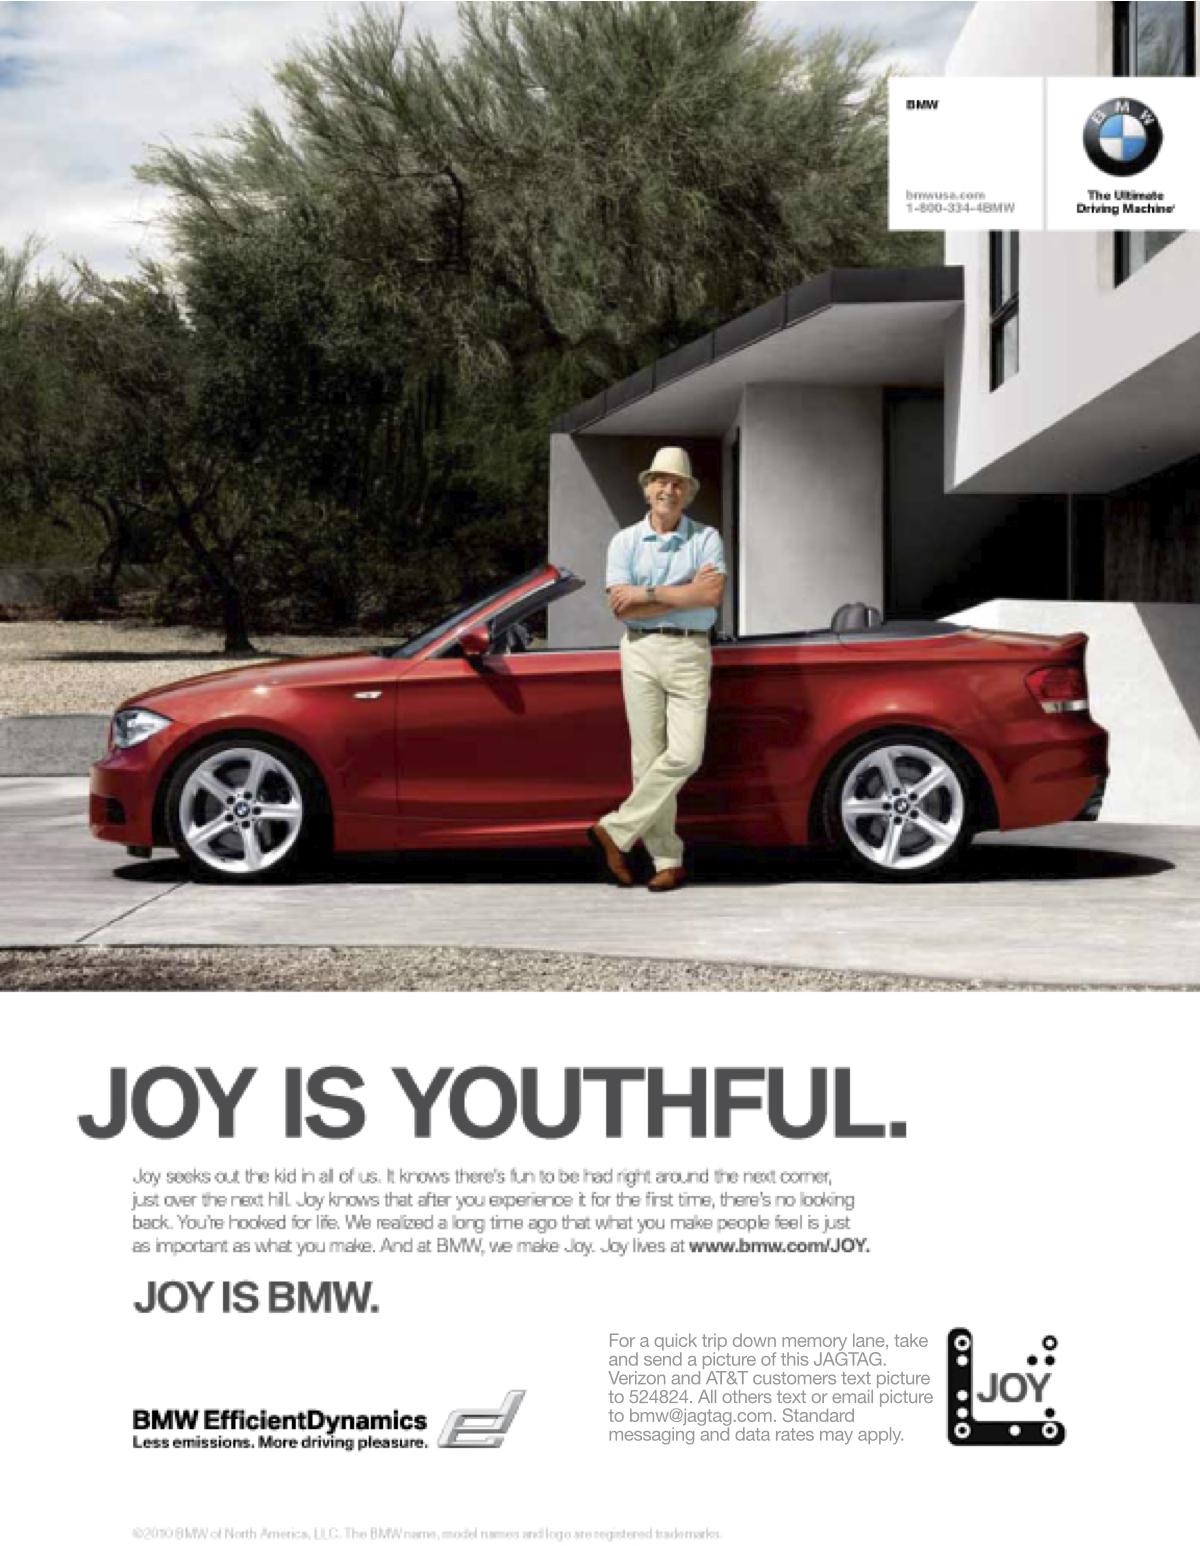 BMW
bmwusa.com
1-800-334-4BMW
BMW
The Ultimate
Driving Machine®
JOY IS YOUTHFUL.
Joy seeks out the kid in all of us. It knows there's fun to be had right around the next corner,
just over the next hill. Joy knows that after you experience it for the first time, there's no looking
back. You're hooked for life. We realized a long time ago that what you make people feel is just
as important as what you make. And at BMW, we make Joy. Joy lives at www.bmw.com/JOY.
JOY IS BMW.
For a quick trip down memory lane, take
and send a picture of this JAGTAG.
Verizon and AT&T customers text picture
to 524824. All others text or email picture
to bmw@jagtag.com. Standard
messaging and data rates may apply.
JOY
BMW EfficientDynamics
Less emissions. More driving pleasure.
©2010 BMW of North America, LLC. The BMW name, model names and logo are registered trademarks.